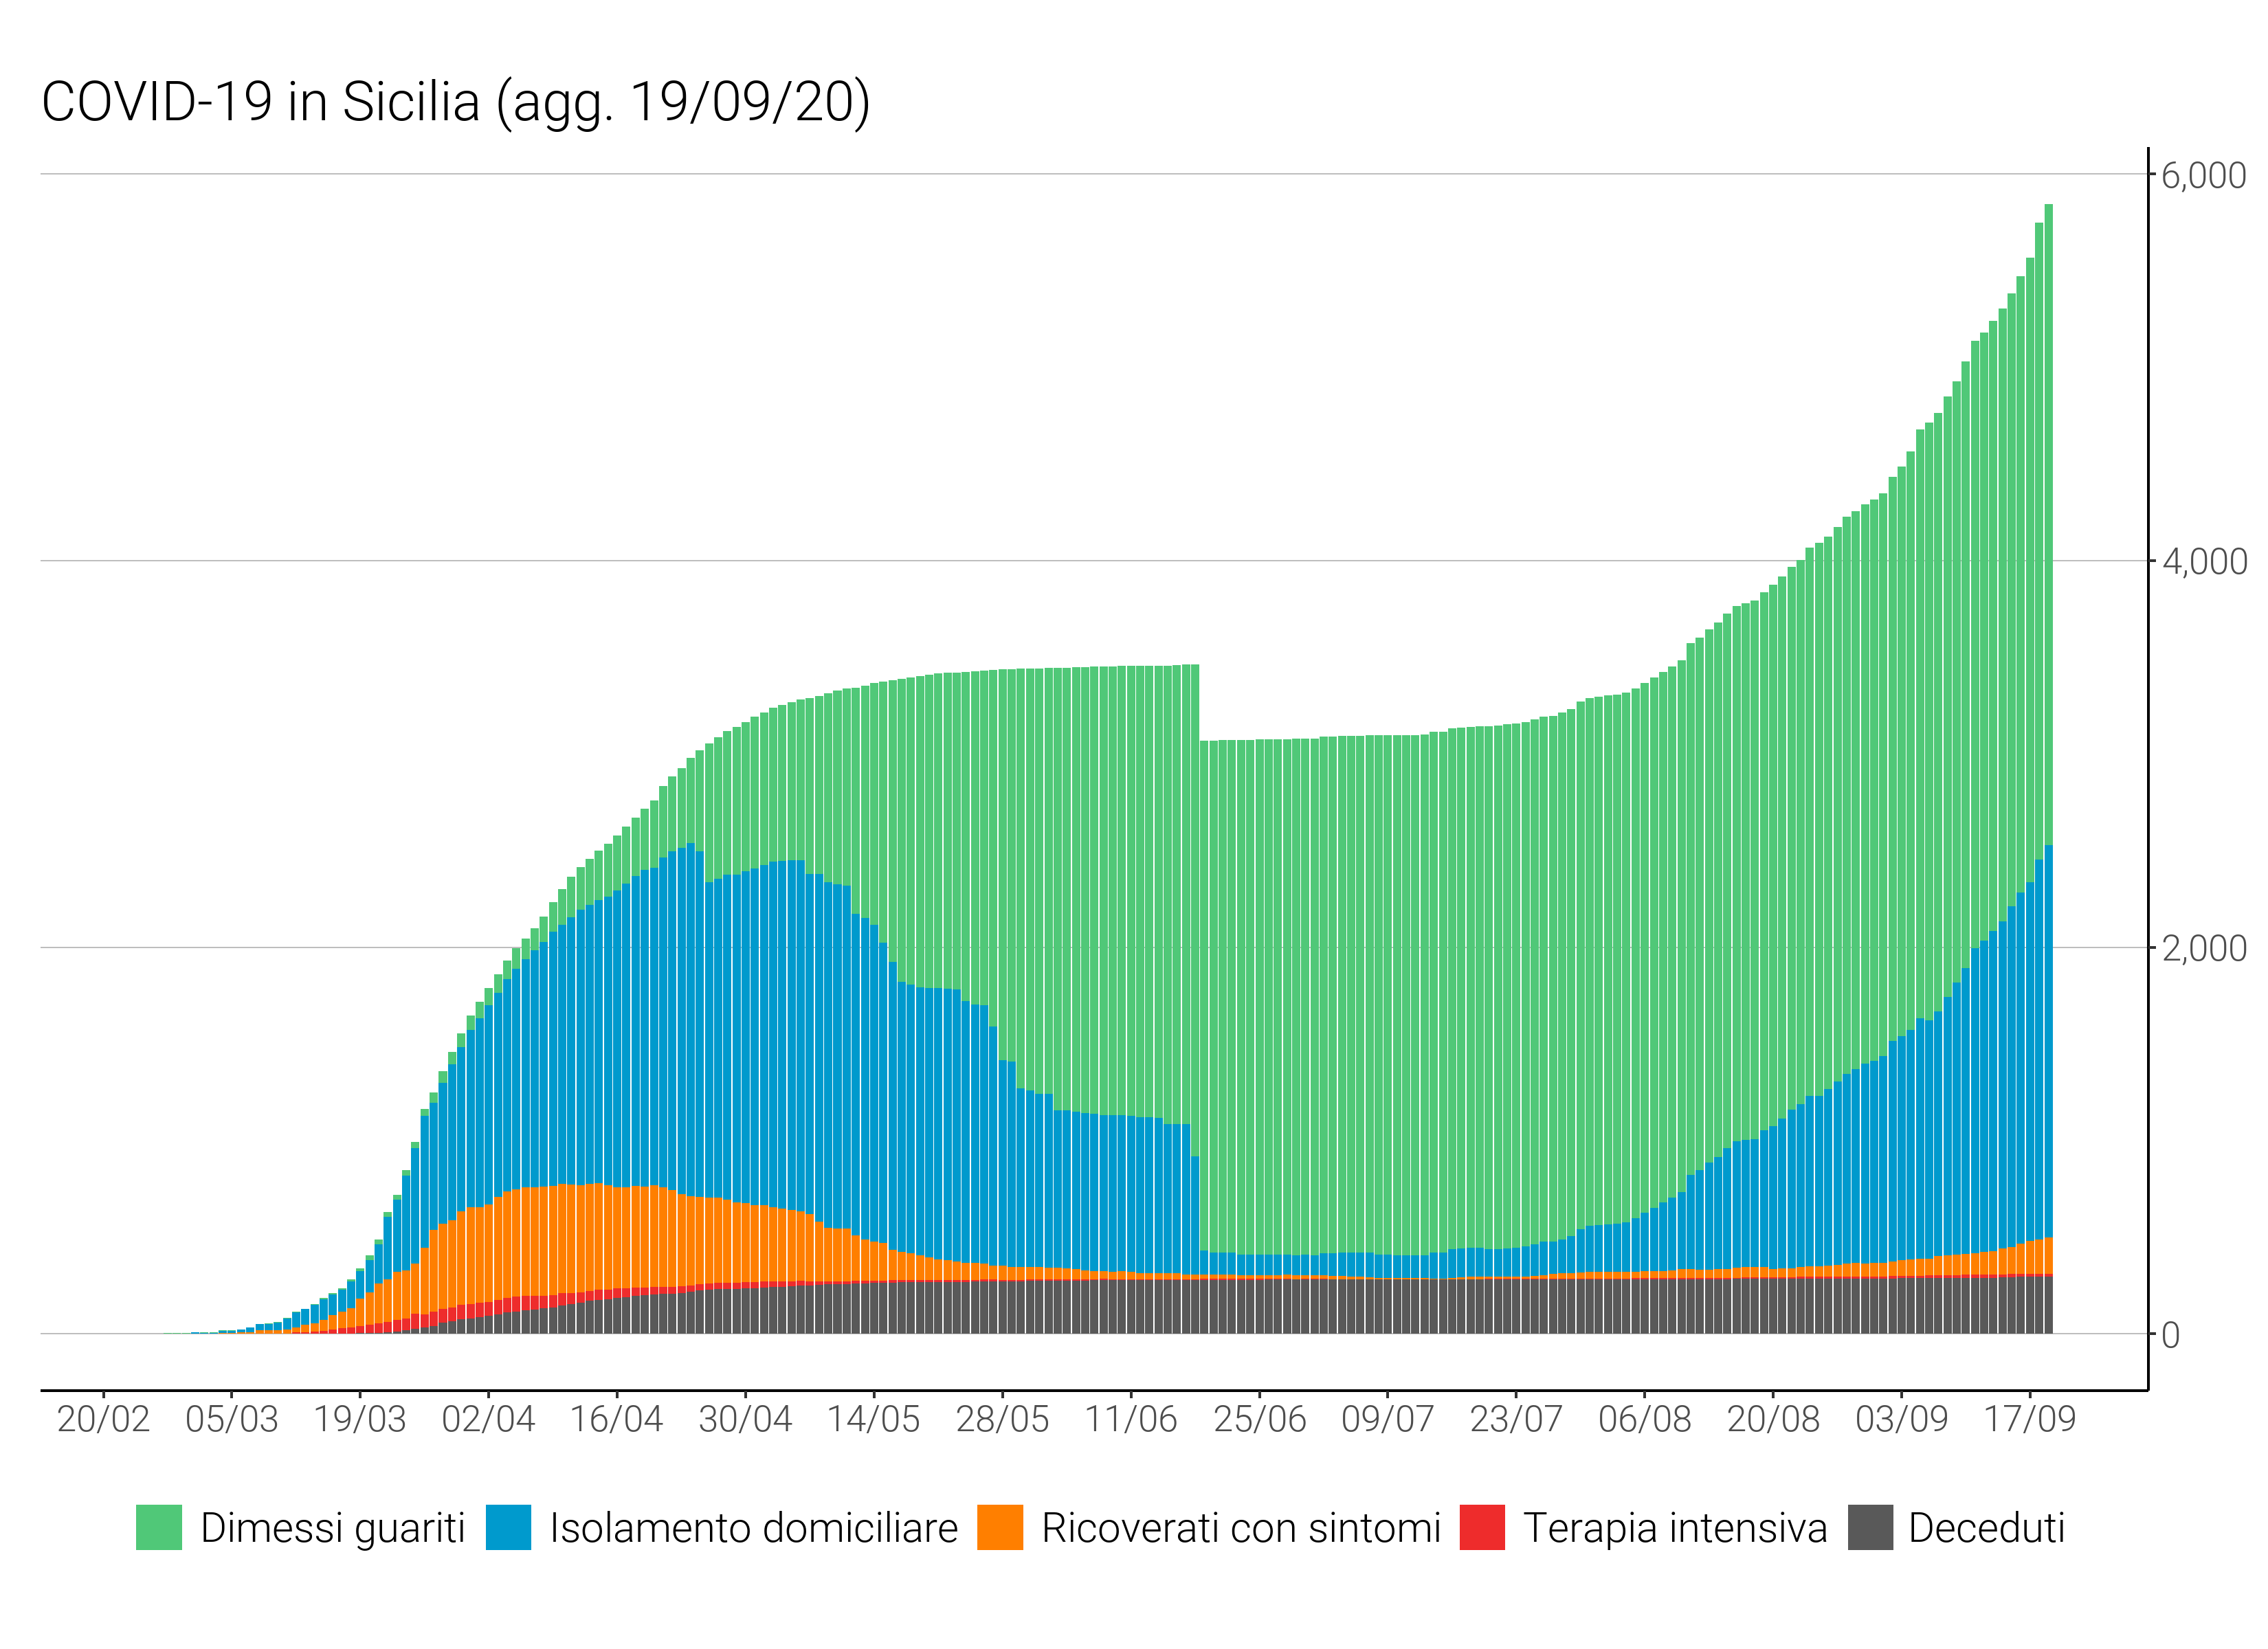 COVID-19 in Sicilia (agg. 19/09/20)
6,000
4,000
2,000
0
20/02 05/03 19/03 02/04 16/04 30/04 14/05 28/05 11/06 25/06 09/07 23/07 06/08 20/08 03/09 17/09
Dimessi guariti Isolamento domiciliare Ricoverati con sintomi Terapia intensiva Deceduti